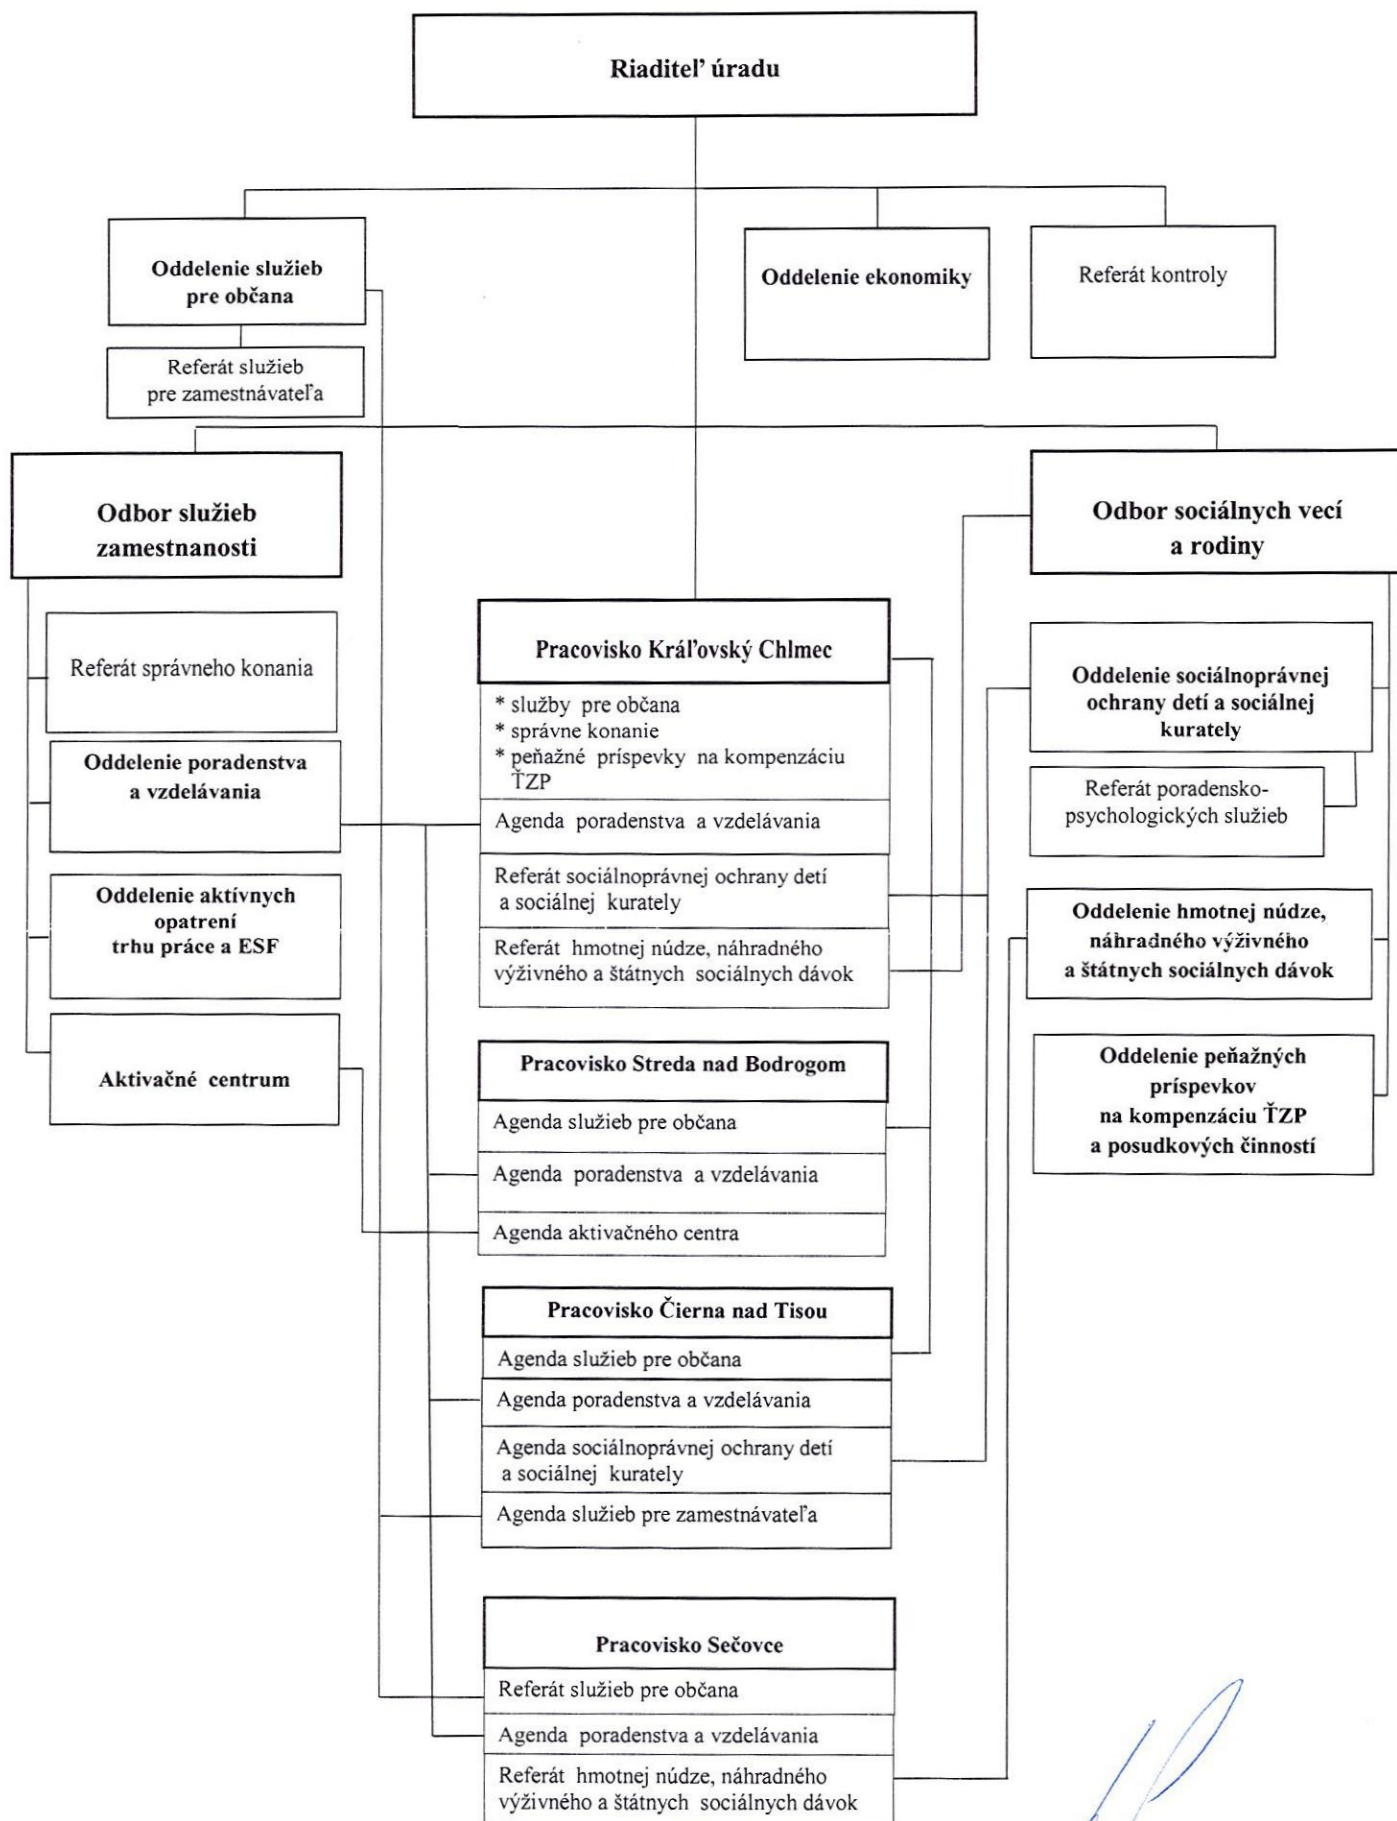 Riaditeľ úradu
Oddelenie služieb
pre občana
Oddelenie ekonomiky
Referát kontroly
Referát služieb
pre zamestnávateľa
Odbor služieb
zamestnanosti
Odbor sociálnych vecí
a rodiny
Referát správneho konania
Oddelenie poradenstva
a vzdelávania
Oddelenie aktívnych
opatrení
trhu práce a ESF
Aktivačné centrum
Pracovisko Kráľovský Chlmec
* služby pre občana
* správne konanie
* peňažné príspevky na kompenzáciu
ŤZP
Agenda poradenstva a vzdelávania
Referát sociálnoprávnej ochrany detí
a sociálnej kurately
Referát hmotnej núdze, náhradného
výživného a štátnych sociálnych dávok
Pracovisko Streda nad Bodrogom
Agenda služieb pre občana
Agenda poradenstva a vzdelávania
Agenda aktivačného centra
Pracovisko Čierna nad Tisou
Agenda služieb pre občana
Agenda poradenstva a vzdelávania
Agenda sociálnoprávnej ochrany detí
a sociálnej kurately
Agenda služieb pre zamestnávateľa
Pracovisko Sečovce
Referát služieb pre občana
Agenda poradenstva a vzdelávania
Referát hmotnej núdze, náhradného
výživného a štátnych sociálnych dávok
Oddelenie sociálnoprávnej
ochrany detí a sociálnej
kurately
Referát poradensko-
psychologických služieb
Oddelenie hmotnej núdze,
náhradného výživného
a štátnych sociálnych dávok
Oddelenie peňažných
príspevkov
na kompenzáciu ŤZP
a posudkových činností